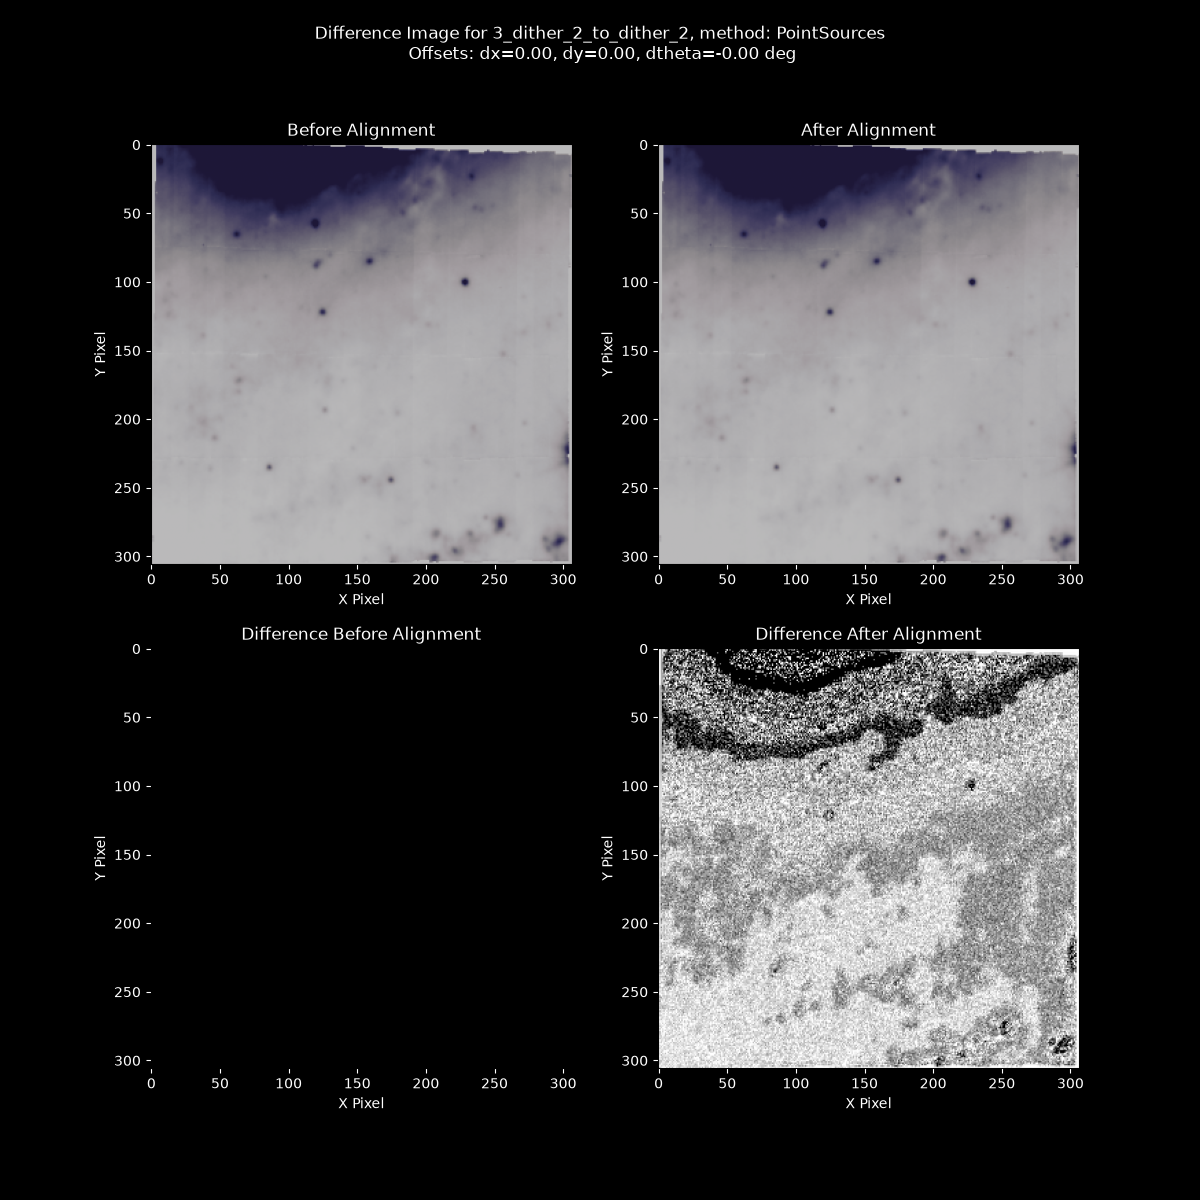 Difference Image for 3_dither_2_to_dither_2, method: PointSources
Offsets: dx=0.00, dy=0.00, dtheta=-0.00 deg
Before Alignment
0
50
100
150
200
250
300
Y Pixel
0 50 100 150 200 250 300
X Pixel
After Alignment
0
50
100
150
200
250
300
Y Pixel
0 50 100 150 200 250 300
X Pixel
Difference Before Alignment
0
50
100
150
200
250
300
Y Pixel
0 50 100 150 200 250 300
X Pixel
Difference After Alignment
0
50
100
150
200
250
300
Y Pixel
0 50 100 150 200 250 300
X Pixel